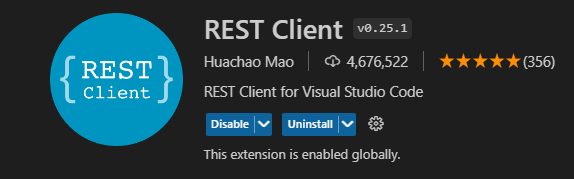 {REST}
Client
REST Client v0.25.1
Huachao Mao | 4,676,522 | ★★★★★(356)
REST Client for Visual Studio Code
Disable Uninstall
This extension is enabled globally.